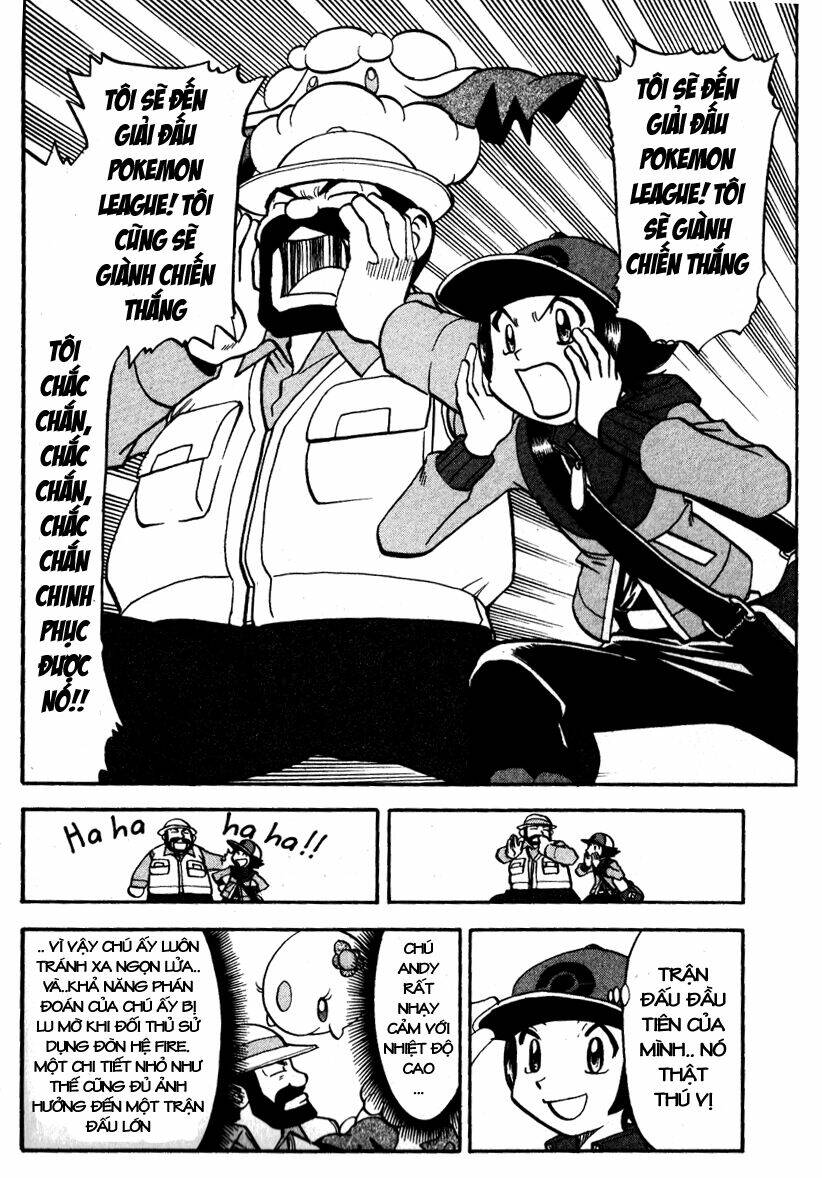 TÔI SẼ ĐẾN
GIẢI ĐẤU
POKEMON
LEAGUE! TÔI
SẼ GIÀNH
CHIẾN THẮNG
TÔI SẼ ĐẾN
GIẢI ĐẤU
POKEMON
LEAGUE! TÔI
CŨNG SẼ
GIÀNH CHIẾN
THẮNG
TÔI
CHẮC
CHẮN,
CHẮC
CHẮN,
CHẮC
CHẮN
CHINH
PHỤC
ĐƯỢC
NÓ!!
Ha ha
ha ha!!
TRẬN
ĐẤU ĐẦU
TIÊN CỦA
MÌNH.. NÓ
THẬT
THÚ VỊ
CHÚ
ANDY
RẤT
NHẠY
CẢM VỚI
NHIỆT ĐỘ
CAO
...
.. VÌ VẬY CHÚ ẤY LUÔN
TRÁNH XA NGỌN LỬA..
VÀ..KHẢ NĂNG PHÁN
ĐOÁN CỦA CHÚ ẤY BỊ
LU MỜ KHI ĐỐI THỦ SỬ
DỤNG ĐÒN HỆ FIRE.
MỘT CHI TIẾT NHỎ NHƯ
THẾ CŨNG ĐỦ ẢNH
HƯỞNG ĐẾN MỘT TRẬN
ĐẤU LỚN